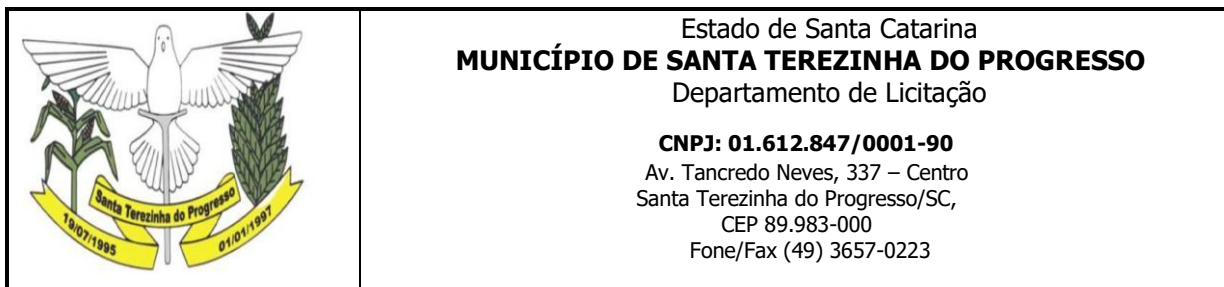 Santa Terezinha do Progresso
19/07/1995
01/01/1997
Estado de Santa Catarina
MUNICÍPIO DE SANTA TEREZINHA DO PROGRESSO
Departamento de Licitação
CNPJ: 01.612.847/0001-90
Av. Tancredo Neves, 337 – Centro
Santa Terezinha do Progresso/SC,
CEP 89.983-000
Fone/Fax (49) 3657-0223